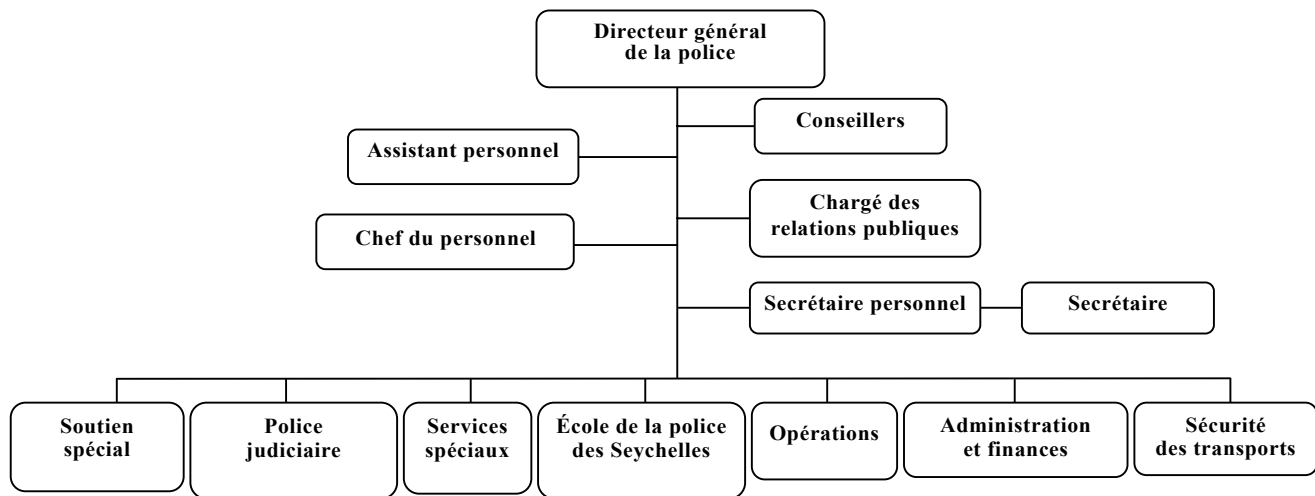 Directeur général
de la police
Conseillers
Assistant personnel
Chargé des
relations publiques
Chef du personnel
Secrétaire personnel
Secrétaire
Soutien
spécial
Police
judiciaire
Services
spéciaux
École de la police
des Seychelles
Opérations
Administration
et finances
Sécurité
des transports